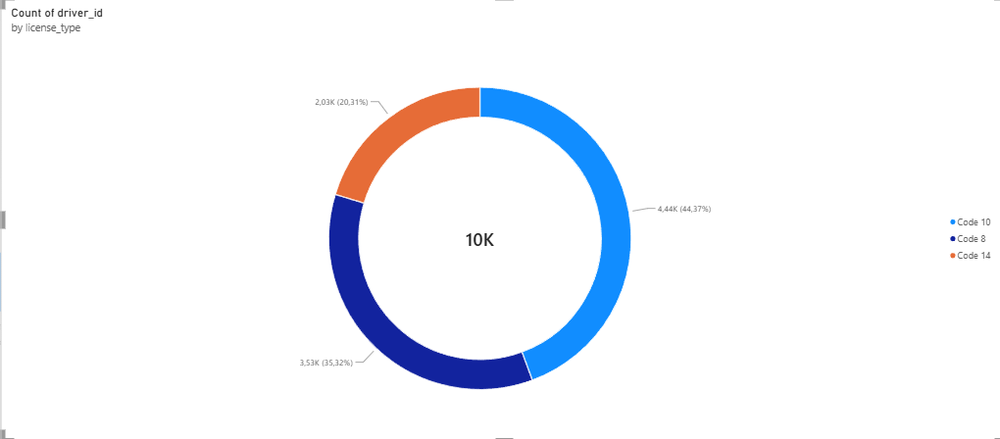 Count of driver_id
by license_type
2,03K (20,31%)
4,44K (44,37%)
10K
Code 10
Code 8
Code 14
3,53K (35,32%)